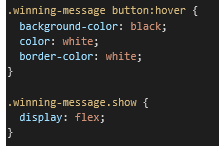 .winning-message button:hover {
  background-color: black;
  color: white;
  border-color: white;
}

.winning-message.show {
  display: flex;
}